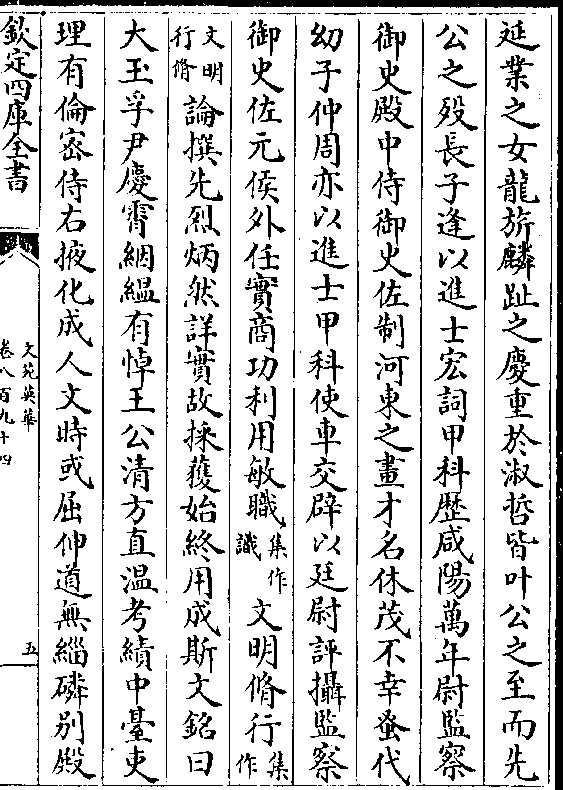 延業之女龍旂麟趾之慶重於淑哲皆叶公之至而先
公之歿長子逢以進士宏詞甲科歷咸陽萬年尉監察
御史殿中侍御史佐制河東之畫才名休茂不幸蚤代
幼子仲周亦以進士甲科使車交辟以廷尉評攝監察
御史佐元侯外任實商功利用敏職集作識文明脩行集作
文明行脩論撰先烈炳然詳實故採蒦始終用成斯文銘曰
大玉孚尹慶霄絪縕有悼王公清方直温考績中臺吏
理有倫宻侍右掖化成人文時或屈伸道無緇磷別殿
欽定四庫全書
文苑英華
卷八百九十四
五